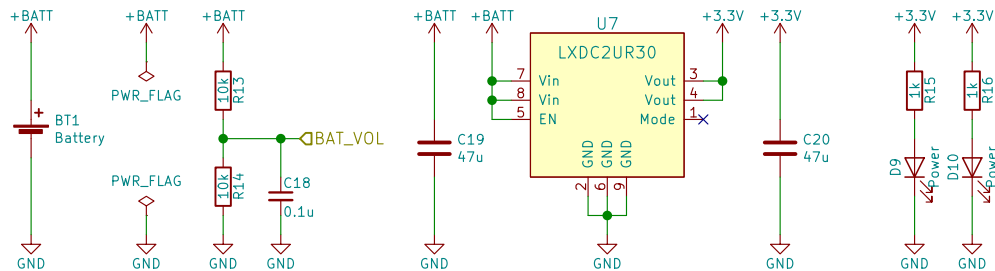 +BATT
+BATT
+BATT
+BATT
+BATT
U7
+3.3V
+3.3V
+3.3V
+3.3V
LXDC2UR30
PWR_FLAG
10k
R13
7
Vin
8
Vin
5
EN
Vout
3
Vout
4
Mode
1
1k
R15
1k
R16
+
BT1
Battery
BAT_VOL
C19
47u
GND
GND
GND
2
6
9
C20
47u
PWR_FLAG
10k
R14
C18
0.1u
D9
Power
D10
Power
GND
GND
GND
GND
GND
GND
GND
GND
GND